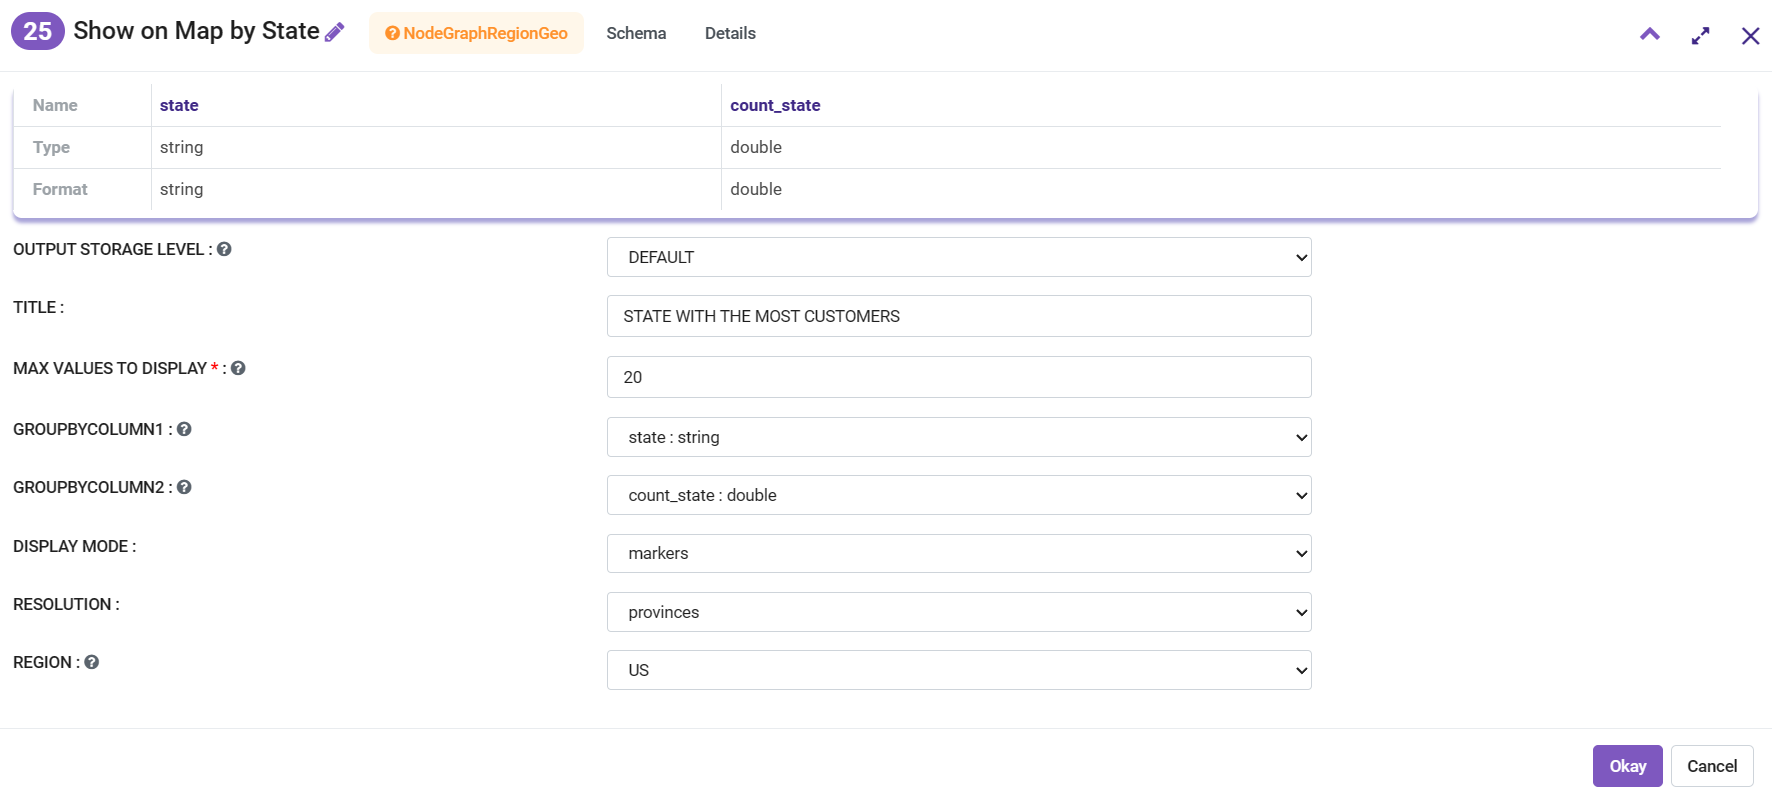 25 Show on Map by State NodeGraphRegionGeo Schema Details
Name state count_state
Type string double
Format string double
OUTPUT STORAGE LEVEL : DEFAULT
TITLE : STATE WITH THE MOST CUSTOMERS
MAX VALUES TO DISPLAY * : 20
GROUPBYCOLUMN1 : state : string
GROUPBYCOLUMN2 : count_state : double
DISPLAY MODE : markers
RESOLUTION : provinces
REGION : US
Okay Cancel